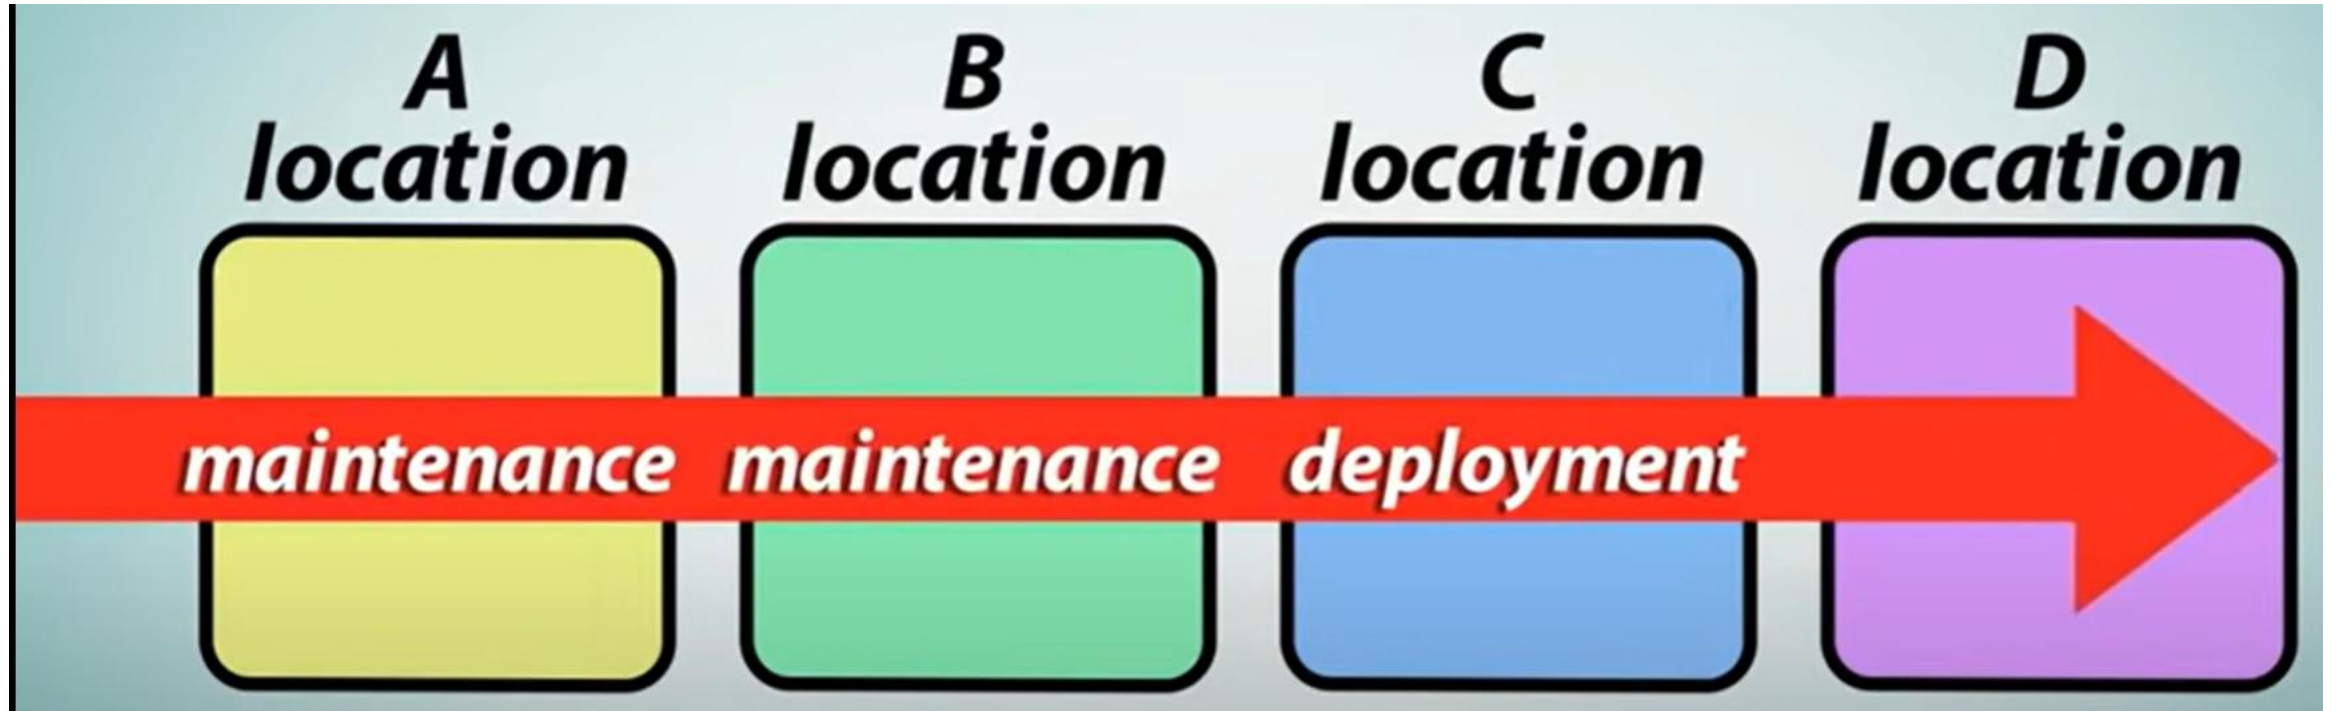 A location
B location
C location
D location
maintenance
maintenance
deployment